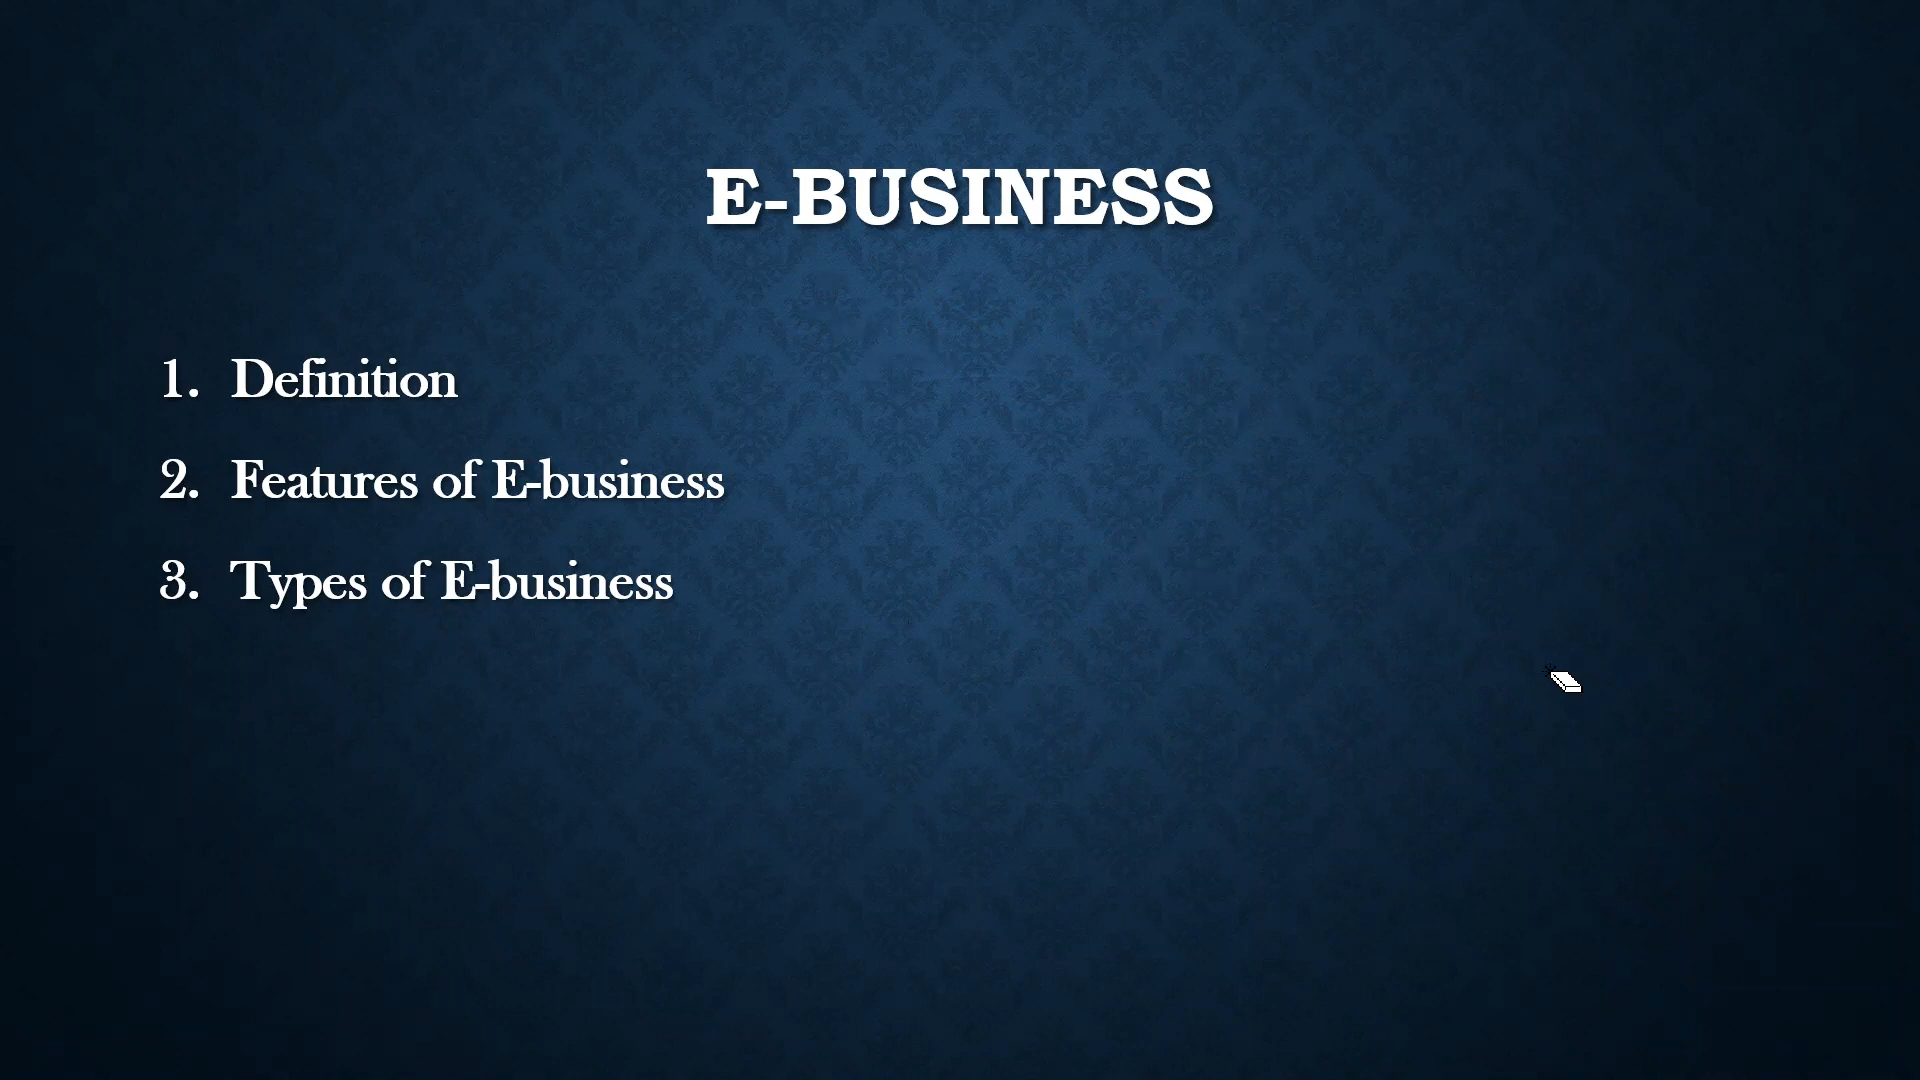 E-BUSINESS
1. Definition
2. Features of E-business
3. Types of E-business